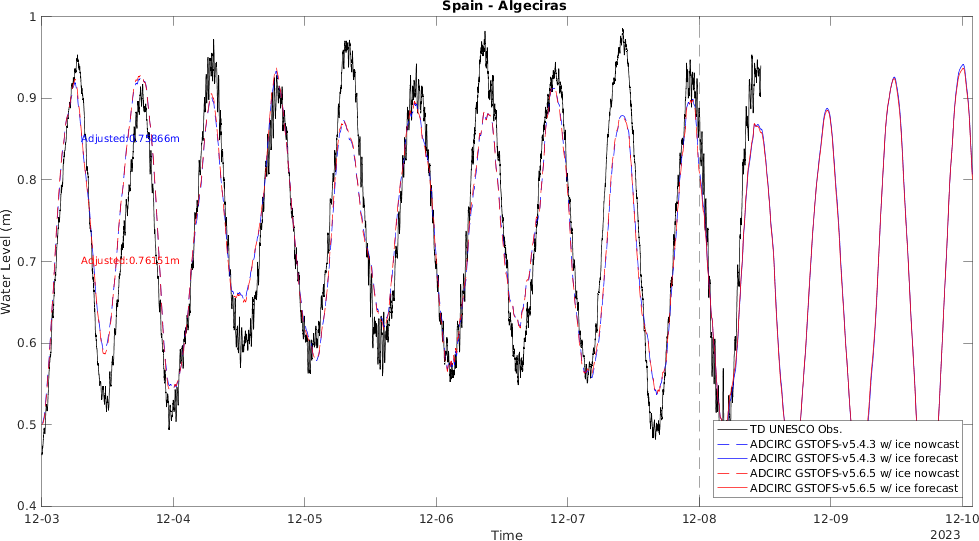 Spain - Algeciras
Water Level (m)
1
0.9
0.8
0.7
0.6
0.5
0.4
Adjusted:0.75866m
Adjusted:0.76151m
TD UNESCO Obs.
ADCIRC GSTOFS-v5.4.3 w/ ice nowcast
ADCIRC GSTOFS-v5.4.3 w/ ice forecast
ADCIRC GSTOFS-v5.6.5 w/ ice nowcast
ADCIRC GSTOFS-v5.6.5 w/ ice forecast
12-03 12-04 12-05 12-06 12-07 12-08 12-09 12-10
Time
2023